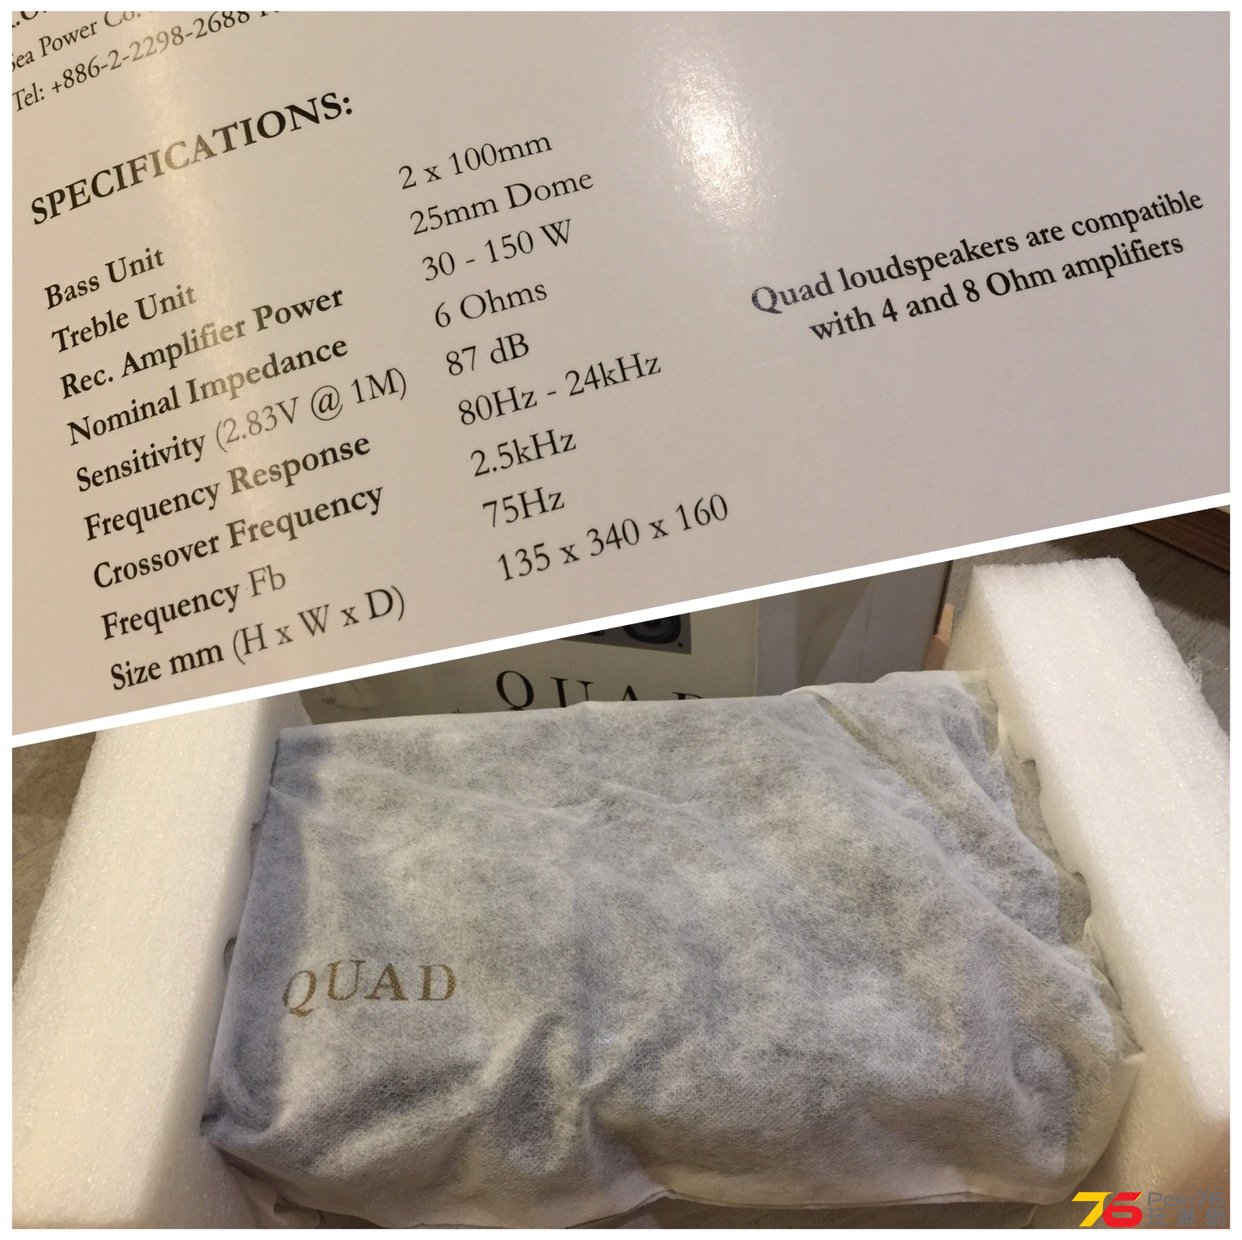 Sea Power Co.
Tel: +886-2-2298-2688
SPECIFICATIONS:
Bass Unit 2 x 100mm
Treble Unit 25mm Dome
Rec. Amplifier Power 30 - 150 W
Nominal Impedance 6 Ohms
Sensitivity (2.83V @ 1M) 87 dB
Frequency Response 80Hz - 24kHz
Crossover Frequency 2.5kHz
Frequency Fb 75Hz
Size mm (H x W x D) 135 x 340 x 160
Quad loudspeakers are compatible
with 4 and 8 Ohm amplifiers
QUAD
QUAD
76